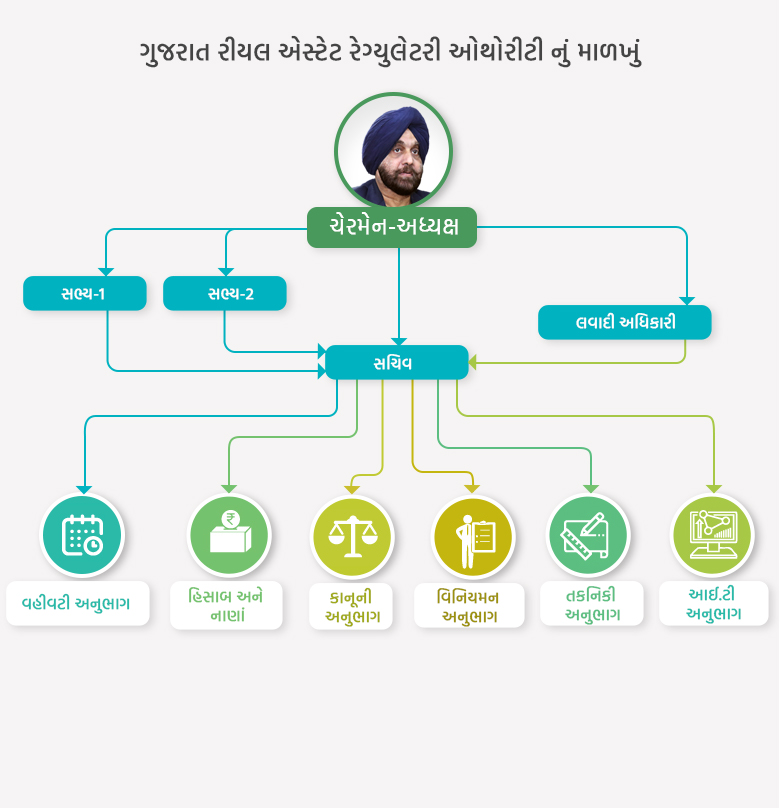 ગુજરાત રીયલ એસ્ટેટ રેગ્યુલેટરી ઓથોરીટી નું માળખું
ચેરમેન-અધ્યક્ષ
સભ્ય-1
સભ્ય-2
લવાદી અધિકારી
સચિવ
₹
વહીવટી અનુભાગ
હિસાબ અને
નાણાં
કાનૂની
અનુભાગ
વિનિયમન
અનુભાગ
તકનિકી
અનુભાગ
આઈ.ટી
અનુભાગ